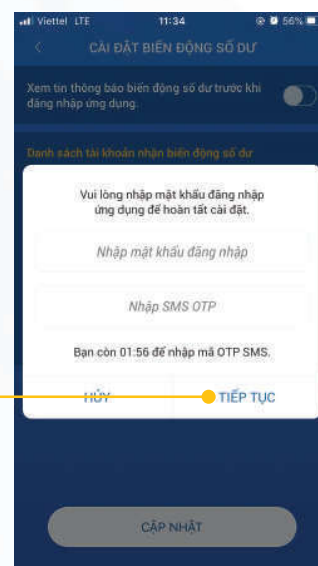 Viettel LTE 11:34 56%
CÀI ĐẶT BIẾN ĐỘNG SỐ DƯ
Xem tin thông báo biến động số dư trước khi
đăng nhập ứng dụng.
Danh sách tài khoản nhận biến động số dư
Vui lòng nhập mật khẩu đăng nhập
ứng dụng để hoàn tất cài đặt.
Nhập mật khẩu đăng nhập
Nhập SMS OTP
Bạn còn 01:56 để nhập mã OTP SMS.
HỦY TIẾP TỤC
CẬP NHẬT